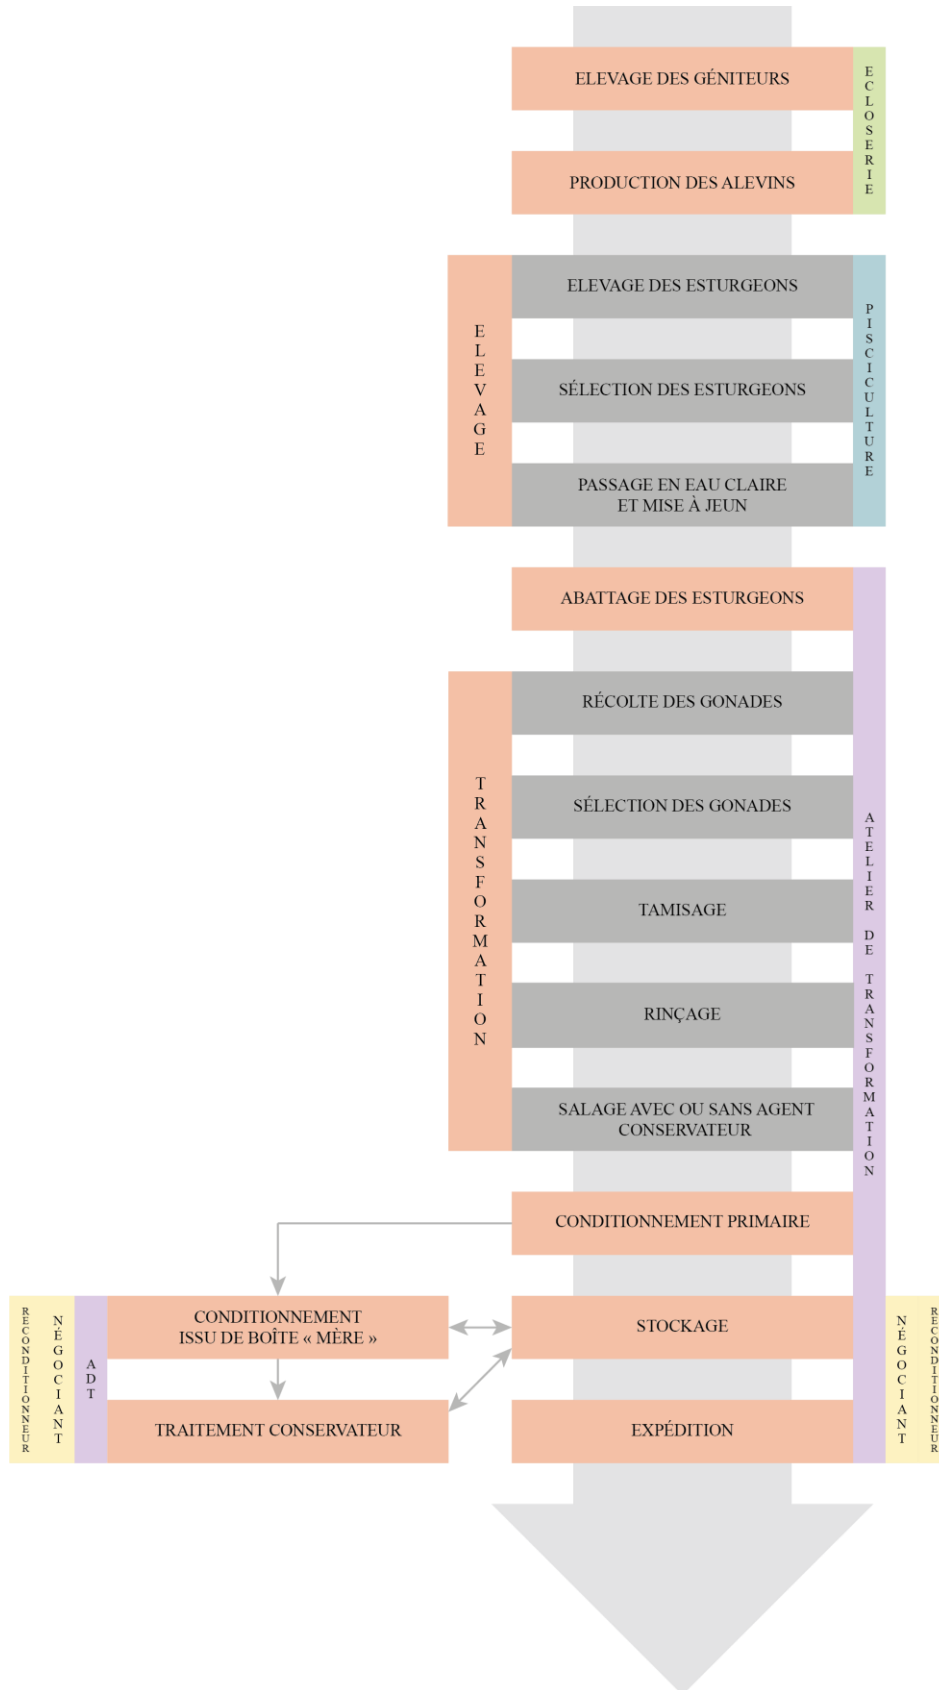 ELEVAGE DES GÉNITEURS
PRODUCTION DES ALEVINS
ECLOSERIE
ELEVAGE
ELEVAGE DES ESTURGEONS
SÉLECTION DES ESTURGEONS
PASSAGE EN EAU CLAIRE
ET MISE À JEUN
PISCICULTURE
ABATTAGE DES ESTURGEONS
TRANSFORMATION
RÉCOLTE DES GONADES
SÉLECTION DES GONADES
TAMISAGE
RINÇAGE
SALAGE AVEC OU SANS AGENT
CONSERVATEUR
ATELIER DE TRANSFORMATION
CONDITIONNEMENT PRIMAIRE
RECONDITIONNEUR
NÉGOCIANT
ADT
CONDITIONNEMENT
ISSU DE BOÎTE « MÈRE »
STOCKAGE
TRAITEMENT CONSERVATEUR
EXPÉDITION
NÉGOCIANT
RECONDITIONNEUR